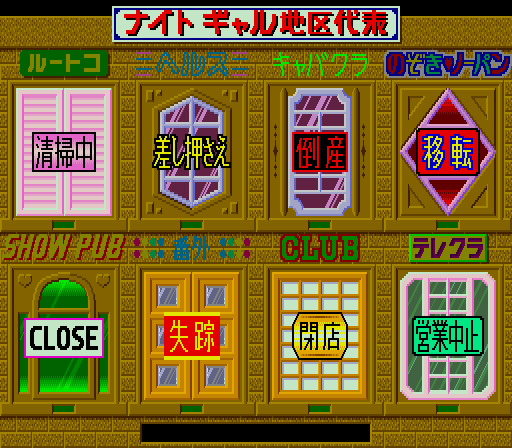 ナイト ギャル地区代表
ルートコ
ヘルス
キャバクラ
のぞき・ノーパン
清掃中
差し押さえ
倒産
移転
SHOW PUB
番外
CLUB
テレクラ
CLOSE
失踪
閉店
営業中止